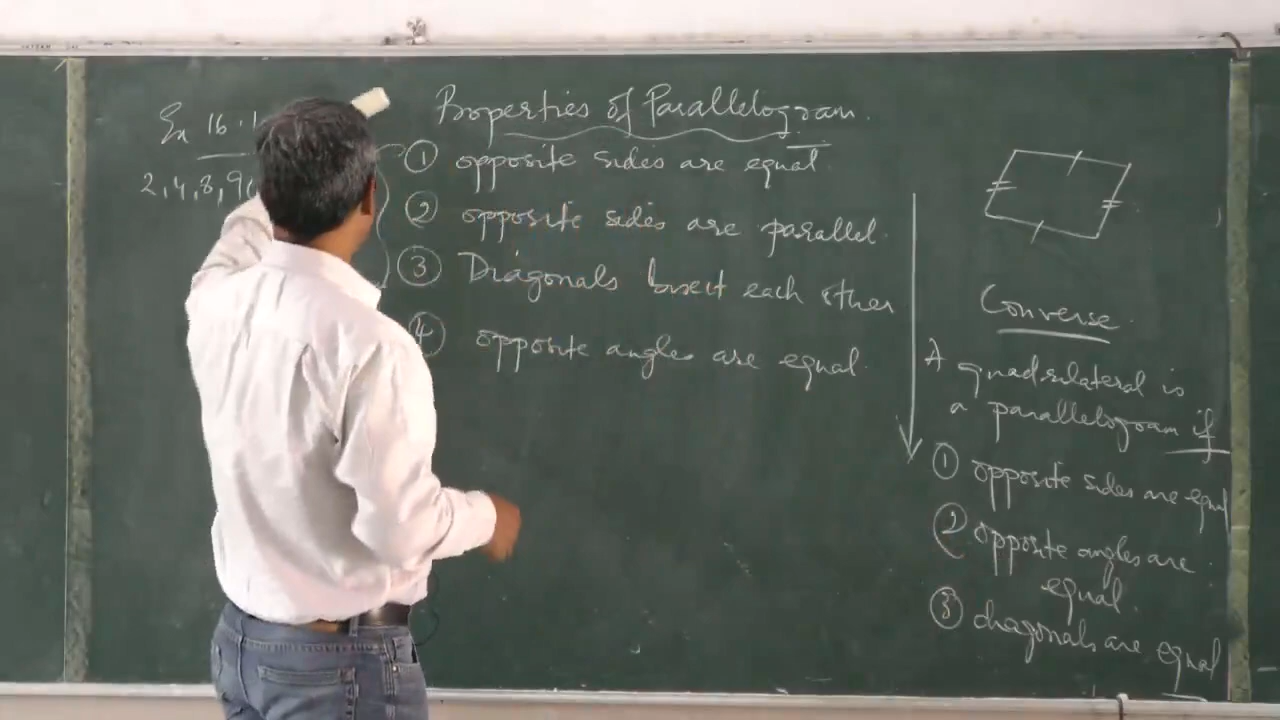 Ex 16.1
2, 4, 8, 9
Properties of Parallelogram.
① opposite sides are equal.
② opposite sides are parallel.
③ Diagonals bisect each other
④ opposite angles are equal.
Converse.
A quadrilateral is
a parallelogram if
① opposite sides are equal
② opposite angles are
equal.
③ diagonals are equal